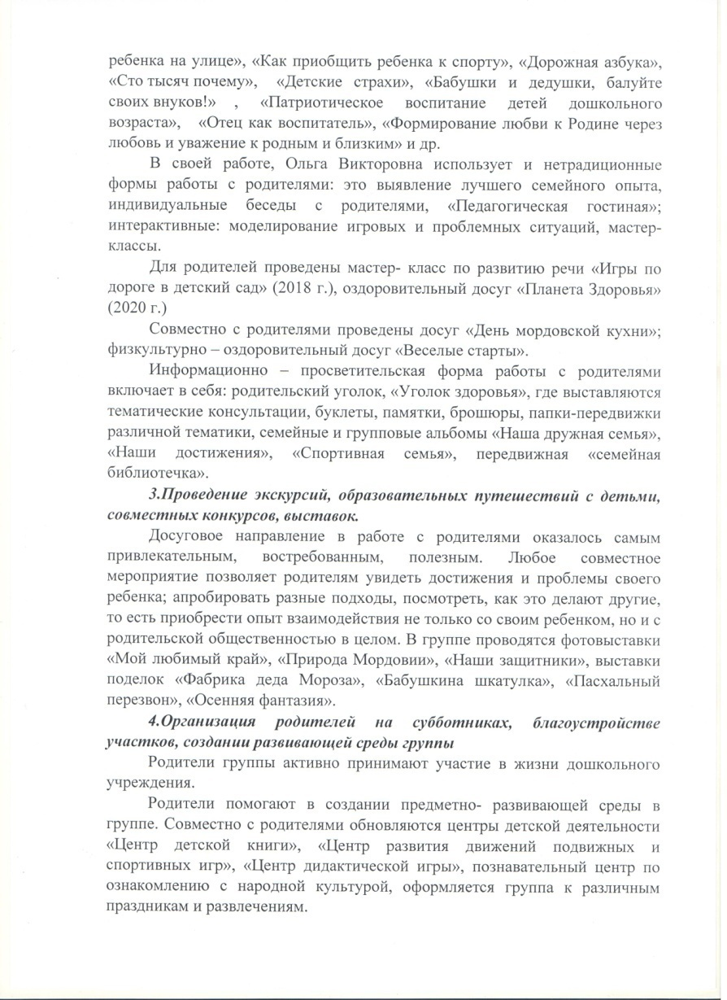 ребенка на улице», «Как приобщить ребенка к спорту», «Дорожная азбука»,
«Сто тысяч почему», «Детские страхи», «Бабушки и дедушки, балуйте
своих внуков!» , «Патриотическое воспитание детей дошкольного
возраста», «Отец как воспитатель», «Формирование любви к Родине через
любовь и уважение к родным и близким» и др.
В своей работе, Ольга Викторовна использует и нетрадиционные
формы работы с родителями: это выявление лучшего семейного опыта,
индивидуальные беседы с родителями, «Педагогическая гостиная»;
интерактивные: моделирование игровых и проблемных ситуаций, мастер-
классы.
Для родителей проведены мастер- класс по развитию речи «Игры по
дороге в детский сад» (2018 г.), оздоровительный досуг «Планета Здоровья»
(2020 г.)
Совместно с родителями проведены досуг «День мордовской кухни»;
физкультурно – оздоровительный досуг «Веселые старты».
Информационно – просветительская форма работы с родителями
включает в себя: родительский уголок, «Уголок здоровья», где выставляются
тематические консультации, буклеты, памятки, брошюры, папки-передвижки
различной тематики, семейные и групповые альбомы «Наша дружная семья»,
«Наши достижения», «Спортивная семья», передвижная «семейная
библиотечка».
3.Проведение экскурсий, образовательных путешествий с детьми,
совместных конкурсов, выставок.
Досуговое направление в работе с родителями оказалось самым
привлекательным, востребованным, полезным. Любое совместное
мероприятие позволяет родителям увидеть достижения и проблемы своего
ребенка; апробировать разные подходы, посмотреть, как это делают другие,
то есть приобрести опыт взаимодействия не только со своим ребенком, но и с
родительской общественностью в целом. В группе проводятся фотовыставки
«Мой любимый край», «Природа Мордовии», «Наши защитники», выставки
поделок «Фабрика деда Мороза», «Бабушкина шкатулка», «Пасхальный
перезвон», «Осенняя фантазия».
4.Организация родителей на субботниках, благоустройстве
участков, создании развивающей среды группы
Родители группы активно принимают участие в жизни дошкольного
учреждения.
Родители помогают в создании предметно- развивающей среды в
группе. Совместно с родителями обновляются центры детской деятельности
«Центр детской книги», «Центр развития движений подвижных и
спортивных игр», «Центр дидактической игры», познавательный центр по
ознакомлению с народной культурой, оформляется группа к различным
праздникам и развлечениям.